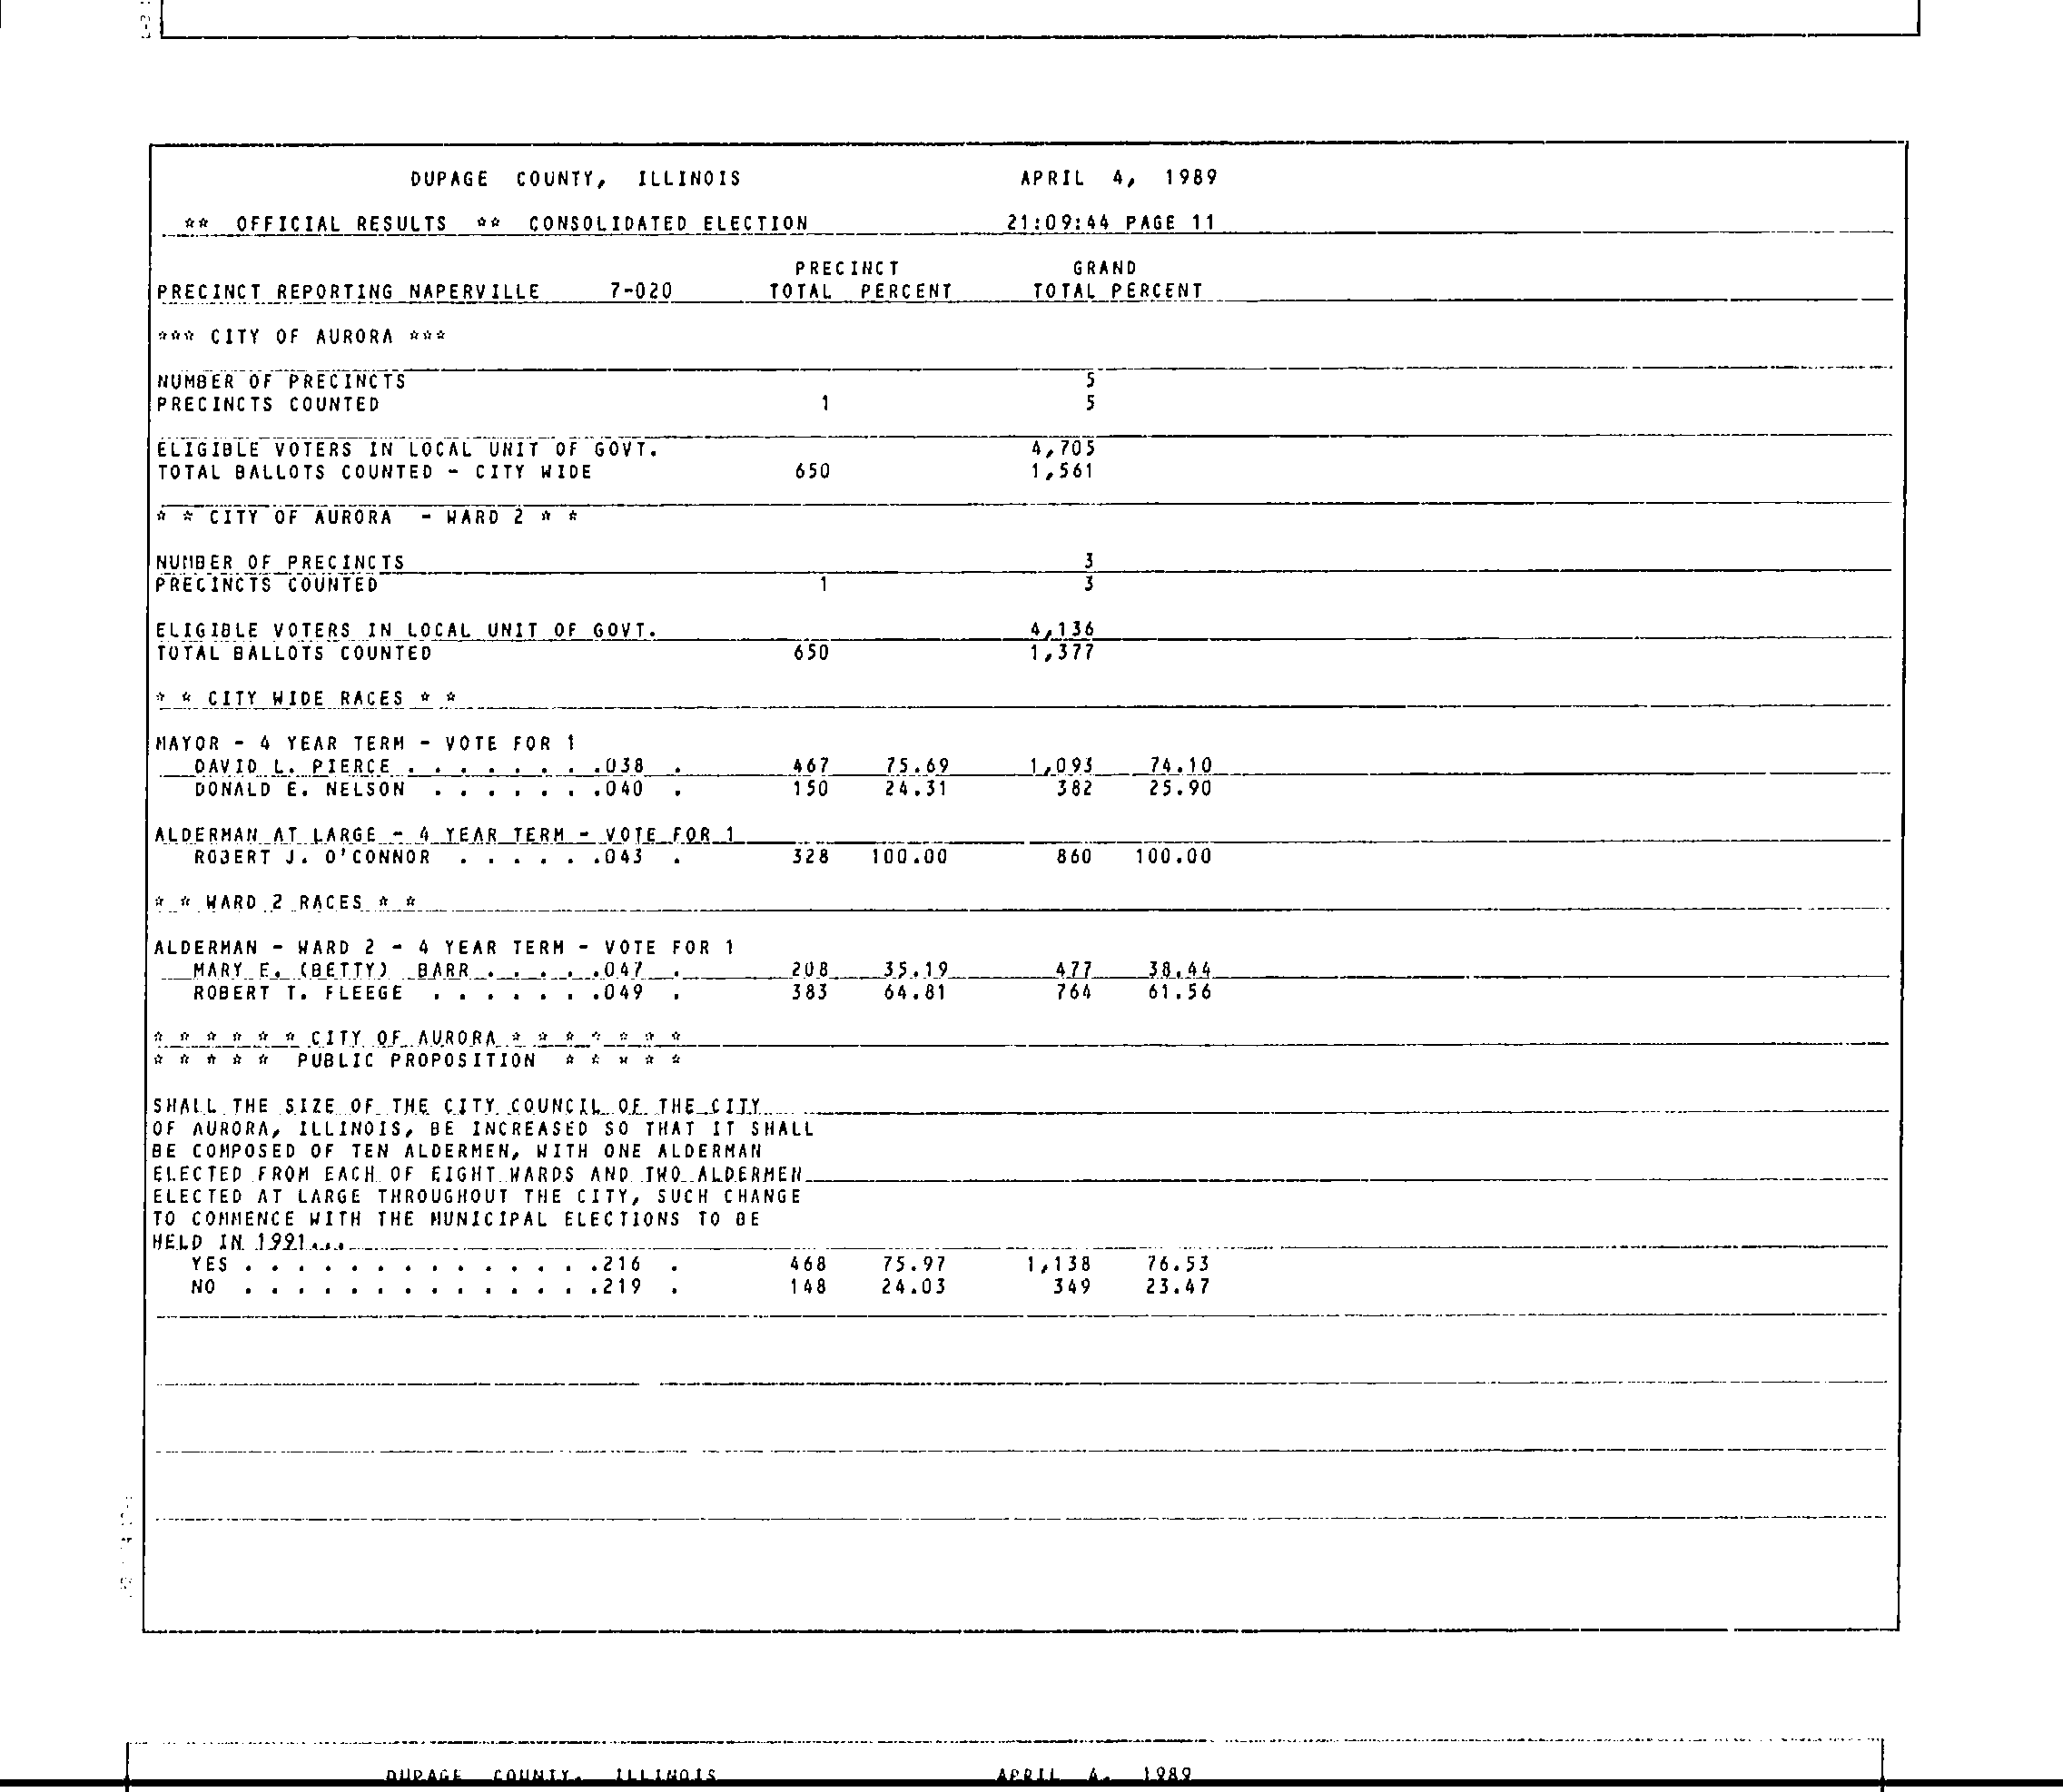 DUPAGE COUNTY, ILLINOIS APRIL 4, 1989
** OFFICIAL RESULTS ** CONSOLIDATED ELECTION 21:09:44 PAGE 11
PRECINCT GRAND
PRECINCT REPORTING NAPERVILLE 7-020 TOTAL PERCENT TOTAL PERCENT
*** CITY OF AURORA ***
NUMBER OF PRECINCTS 5
PRECINCTS COUNTED 1 5
ELIGIBLE VOTERS IN LOCAL UNIT OF GOVT. 4,705
TOTAL BALLOTS COUNTED - CITY WIDE 650 1,561
* * CITY OF AURORA - WARD 2 * *
NUMBER OF PRECINCTS 3
PRECINCTS COUNTED 1 3
ELIGIBLE VOTERS IN LOCAL UNIT OF GOVT. 4,136
TOTAL BALLOTS COUNTED 650 1,377
* * CITY WIDE RACES * *
MAYOR - 4 YEAR TERM - VOTE FOR 1
DAVID L. PIERCE . . . . . . . .038 . 467 75.69 1,093 74.10
DONALD E. NELSON . . . . . . .040 . 150 24.31 382 25.90
ALDERMAN AT LARGE - 4 YEAR TERM - VOTE FOR 1
ROBERT J. O'CONNOR . . . . . .043 . 328 100.00 860 100.00
* * WARD 2 RACES * *
ALDERMAN - WARD 2 - 4 YEAR TERM - VOTE FOR 1
MARY E. (BETTY) BARR . . . . .047 . 208 35.19 477 38.44
ROBERT T. FLEEGE . . . . . . .049 . 383 64.81 764 61.56
* * * * * * CITY OF AURORA * * * * * * *
* * * * * PUBLIC PROPOSITION * * * * *
SHALL THE SIZE OF THE CITY COUNCIL OF THE CITY
OF AURORA, ILLINOIS, BE INCREASED SO THAT IT SHALL
BE COMPOSED OF TEN ALDERMEN, WITH ONE ALDERMAN
ELECTED FROM EACH OF EIGHT WARDS AND TWO ALDERMEN
ELECTED AT LARGE THROUGHOUT THE CITY, SUCH CHANGE
TO COMMENCE WITH THE MUNICIPAL ELECTIONS TO BE
HELD IN 1991...
YES . . . . . . . . . . . . . .216 . 468 75.97 1,138 76.53
NO . . . . . . . . . . . . . .219 . 148 24.03 349 23.47
DUPAGE COUNTY, ILLINOIS APRIL 4, 1989